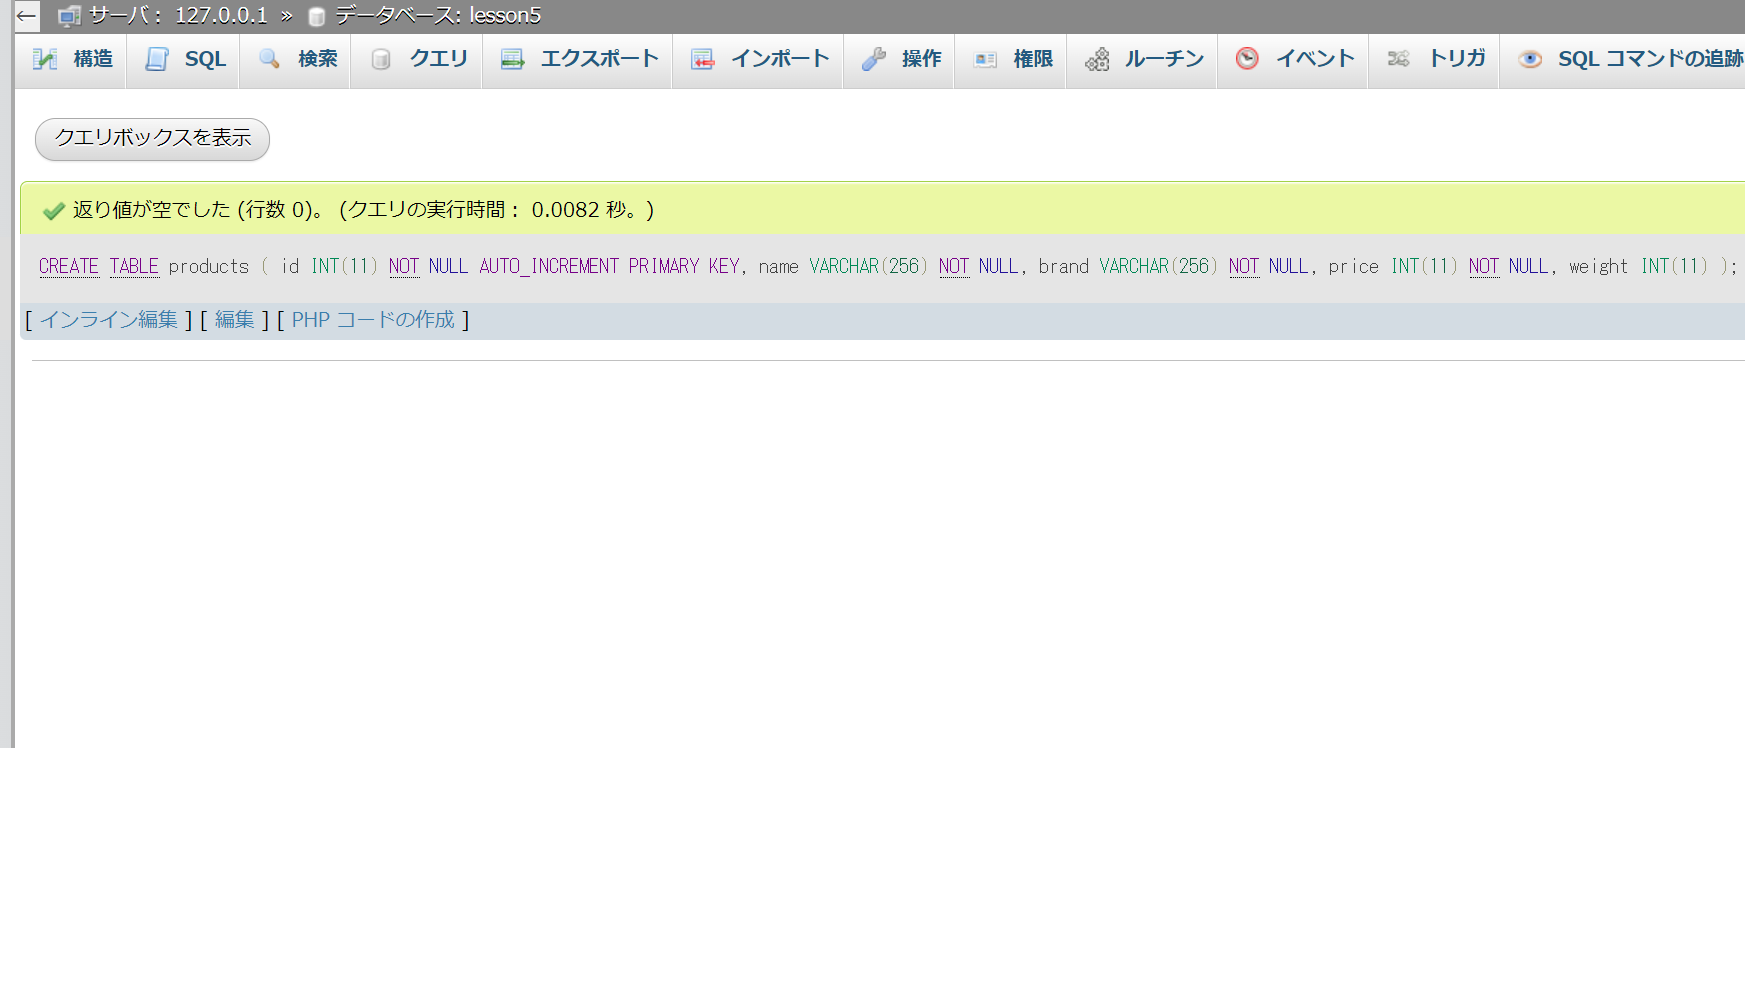 ← サーバ: 127.0.0.1 » データベース: lesson5
構造 SQL 検索 クエリ エクスポート インポート 操作 権限 ルーチン イベント トリガ SQL コマンドの追跡
クエリボックスを表示
返り値が空でした (行数 0)。 (クエリの実行時間: 0.0082 秒。)
CREATE TABLE products ( id INT(11) NOT NULL AUTO_INCREMENT PRIMARY KEY, name VARCHAR(256) NOT NULL, brand VARCHAR(256) NOT NULL, price INT(11) NOT NULL, weight INT(11) );
[ インライン編集 ] [ 編集 ] [ PHP コードの作成 ]